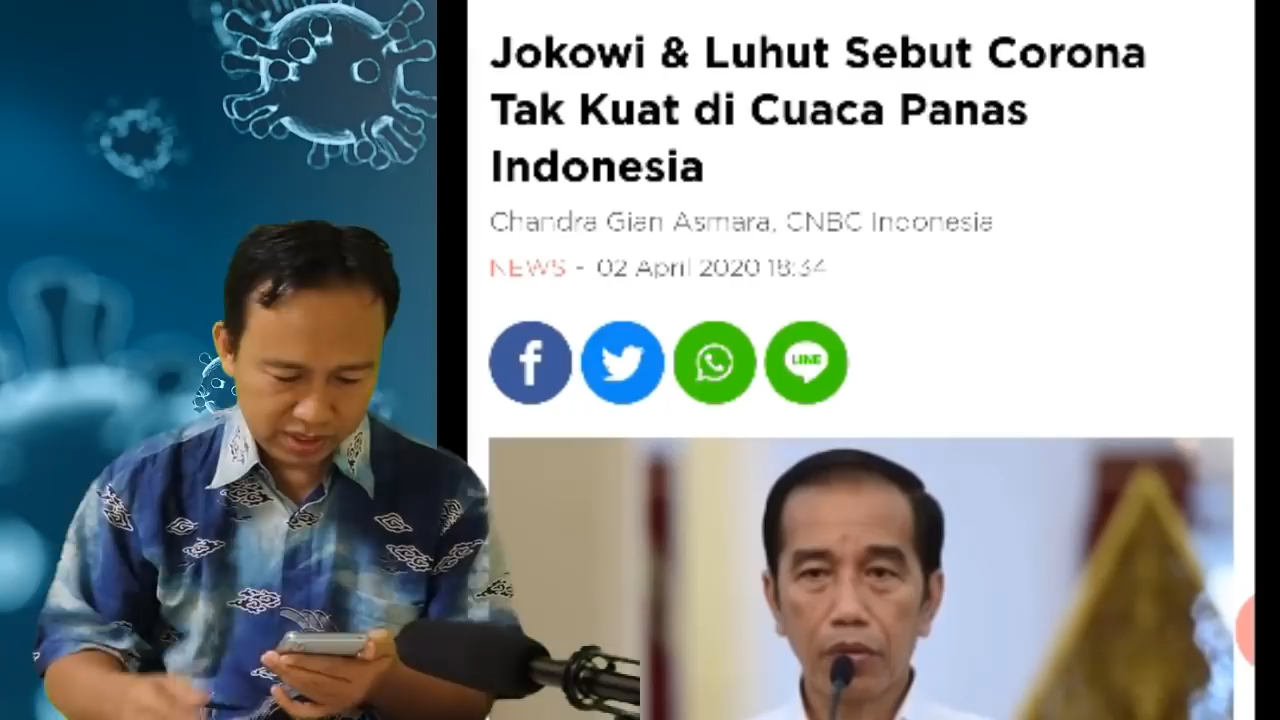 Jokowi & Luhut Sebut Corona
Tak Kuat di Cuaca Panas
Indonesia
Chandra Gian Asmara, CNBC Indonesia
NEWS - 02 April 2020 18:34
LINE